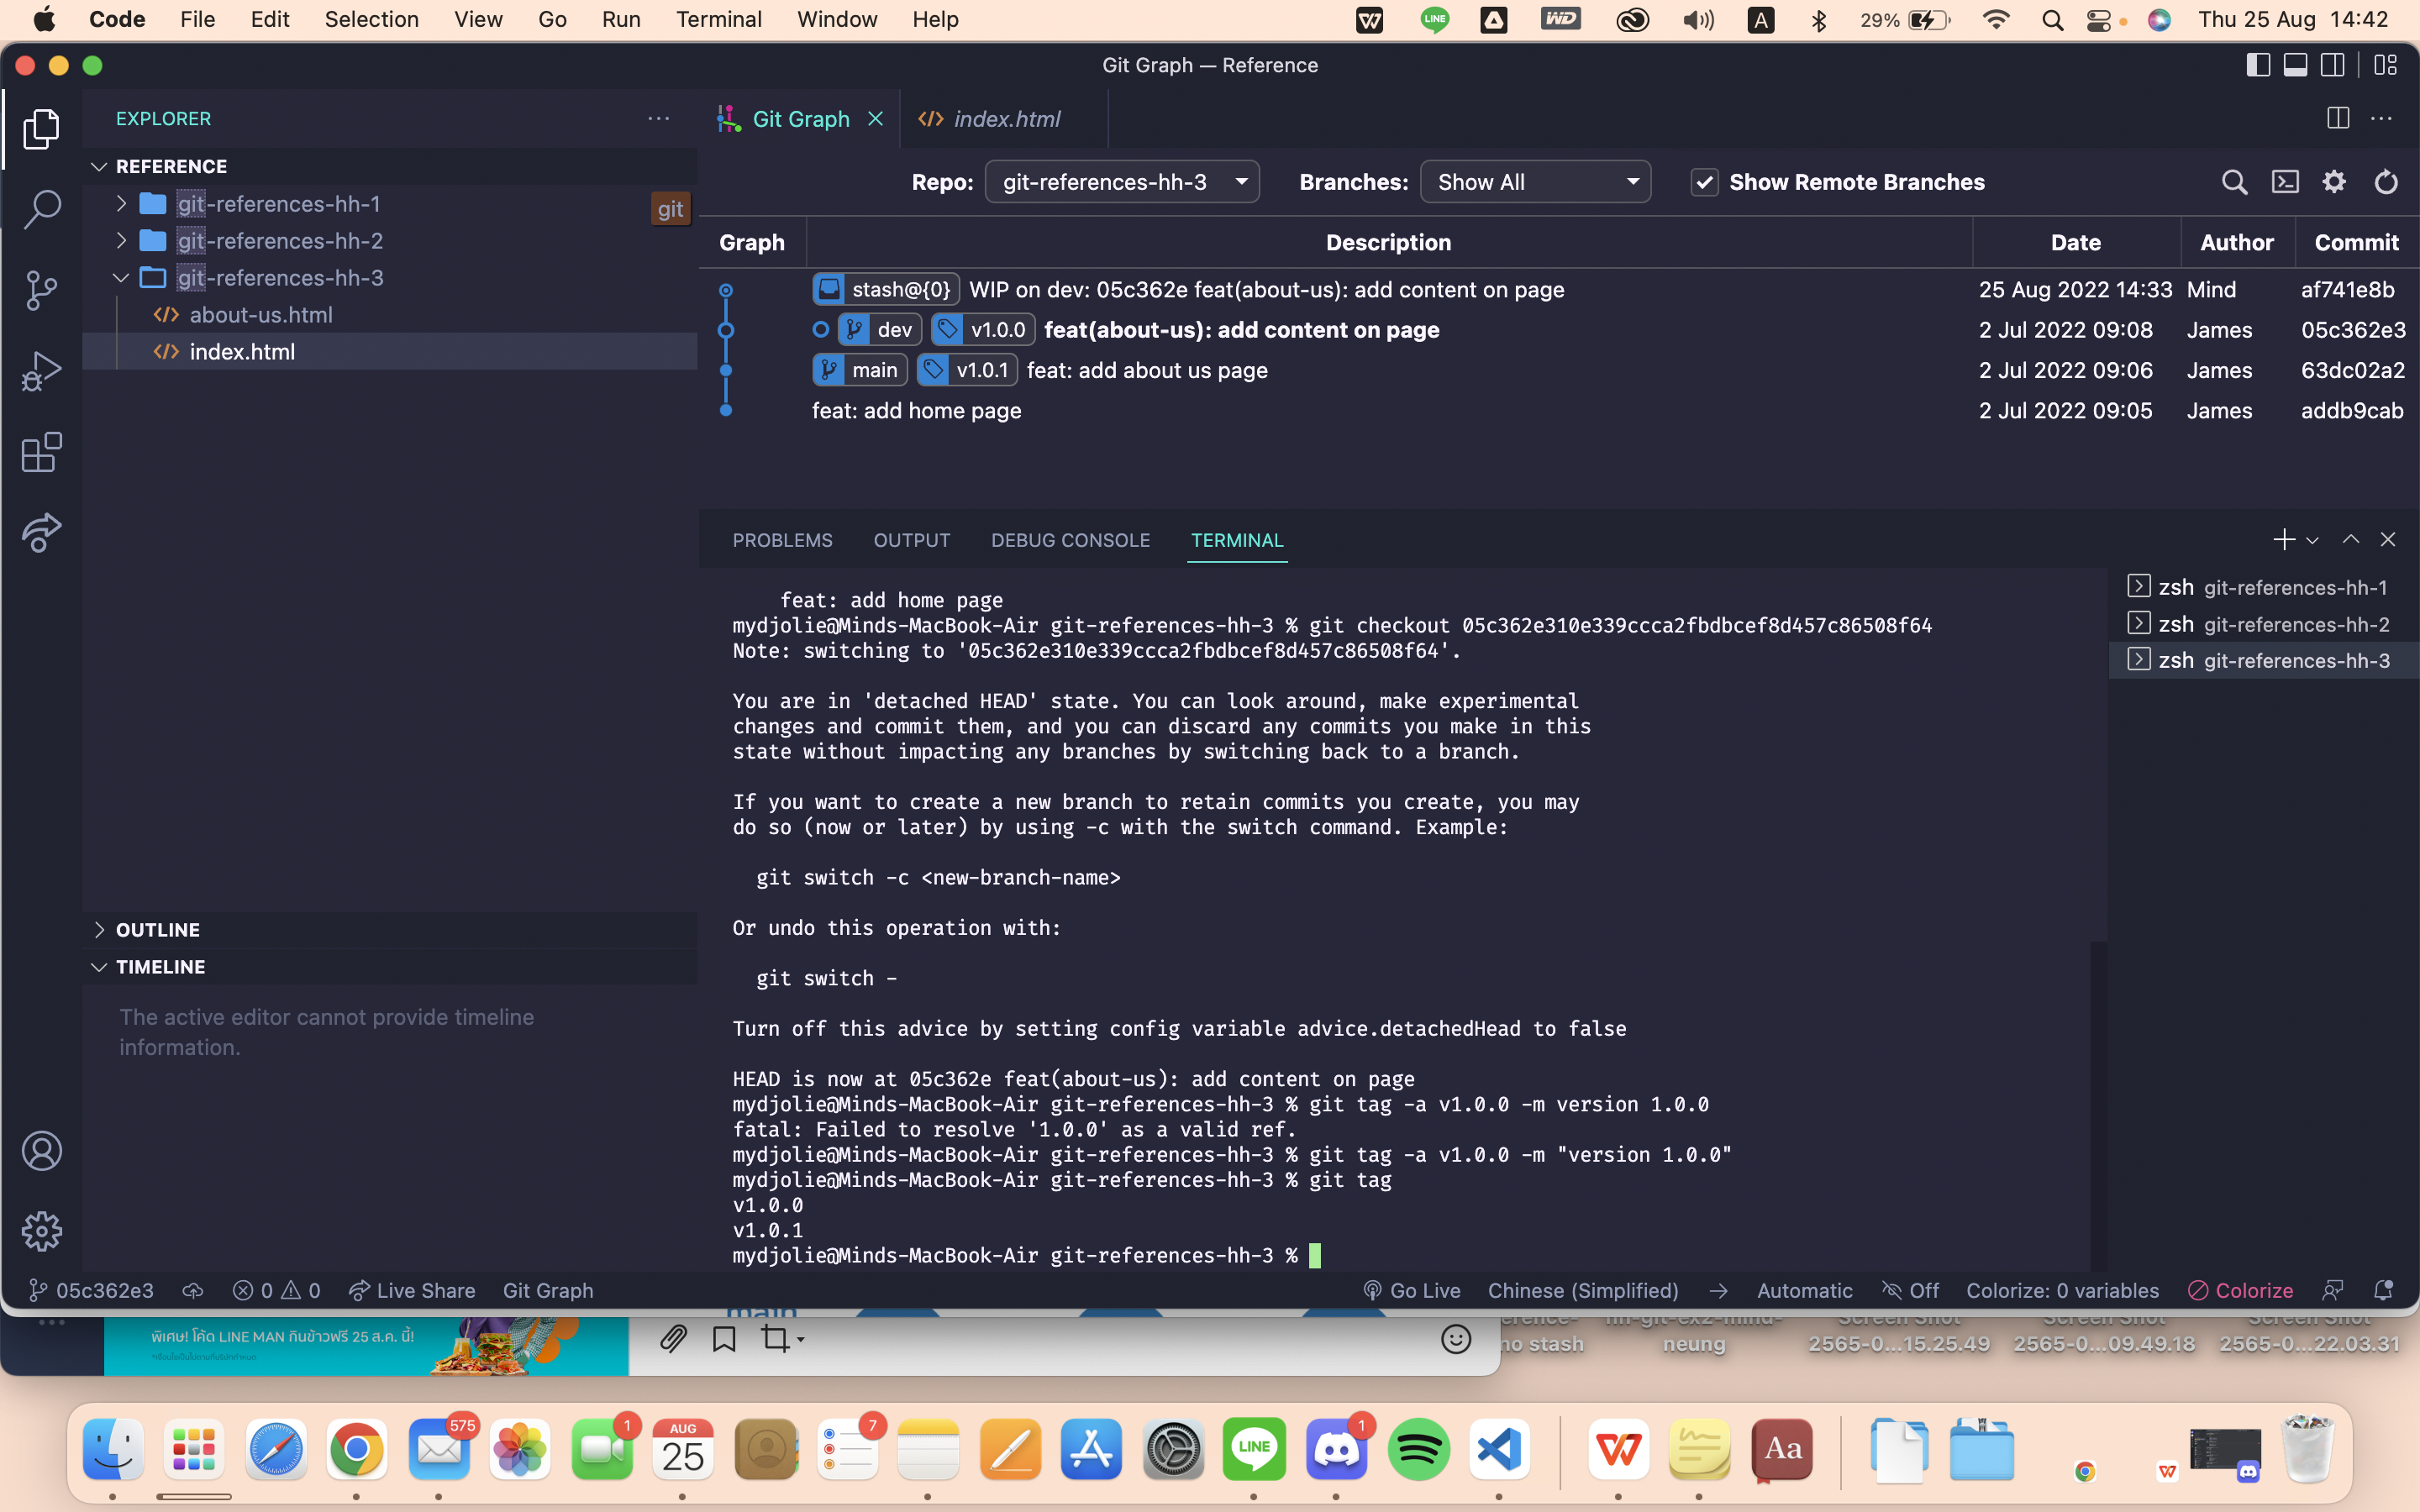 Code File Edit Selection View Go Run Terminal Window Help LINE WD A 29% Thu 25 Aug 14:42
Git Graph — Reference
EXPLORER
Git Graph
index.html
REFERENCE
git-references-hh-1
git-references-hh-2
git-references-hh-3
about-us.html
index.html
git
Repo: git-references-hh-3 Branches: Show All Show Remote Branches
Graph Description Date Author Commit
stash@{0} WIP on dev: 05c362e feat(about-us): add content on page 25 Aug 2022 14:33 Mind af741e8b
dev v1.0.0 feat(about-us): add content on page 2 Jul 2022 09:08 James 05c362e3
main v1.0.1 feat: add about us page 2 Jul 2022 09:06 James 63dc02a2
feat: add home page 2 Jul 2022 09:05 James addb9cab
PROBLEMS OUTPUT DEBUG CONSOLE TERMINAL
feat: add home page
mydjolie@Minds-MacBook-Air git-references-hh-3 % git checkout 05c362e310e339ccca2fbdbcef8d457c86508f64
Note: switching to '05c362e310e339ccca2fbdbcef8d457c86508f64'.
You are in 'detached HEAD' state. You can look around, make experimental
changes and commit them, and you can discard any commits you make in this
state without impacting any branches by switching back to a branch.
If you want to create a new branch to retain commits you create, you may
do so (now or later) by using -c with the switch command. Example:
git switch -c <new-branch-name>
Or undo this operation with:
git switch -
Turn off this advice by setting config variable advice.detachedHead to false
HEAD is now at 05c362e feat(about-us): add content on page
mydjolie@Minds-MacBook-Air git-references-hh-3 % git tag -a v1.0.0 -m version 1.0.0
fatal: Failed to resolve '1.0.0' as a valid ref.
mydjolie@Minds-MacBook-Air git-references-hh-3 % git tag -a v1.0.0 -m "version 1.0.0"
mydjolie@Minds-MacBook-Air git-references-hh-3 % git tag
v1.0.0
v1.0.1
mydjolie@Minds-MacBook-Air git-references-hh-3 %
zsh git-references-hh-1
zsh git-references-hh-2
zsh git-references-hh-3
OUTLINE
TIMELINE
The active editor cannot provide timeline
information.
05c362e3 0 0 Live Share Git Graph Go Live Chinese (Simplified) Automatic Off Colorize: 0 variables Colorize
main
พิเศษ! โค้ด LINE MAN กินข้าวฟรี 25 ส.ค. นี้!
no stash
hh-git-ex2-mind-
neung
Screen Shot
2565-0...15.25.49
Screen Shot
2565-0...09.49.18
Screen Shot
2565-0...22.03.31
575 1 AUG 25 7 LINE 1 Aa